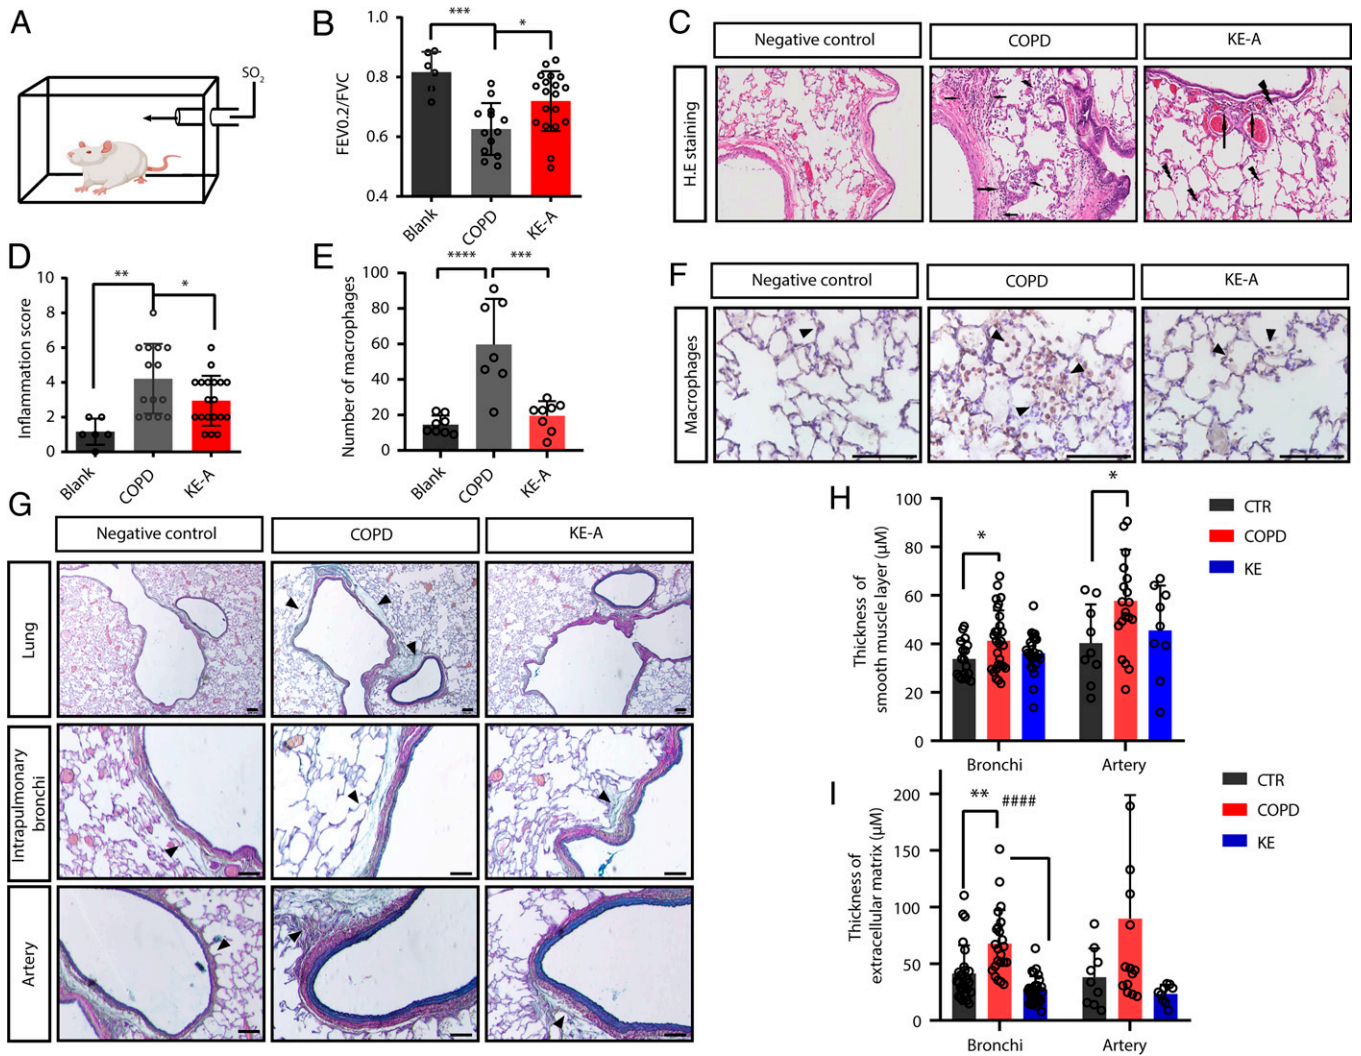 A
SO2
B
***
*
FEV0.2/FVC
1.0
0.8
0.6
0.4
Blank
COPD
KE-A
C
Negative control
COPD
KE-A
H.E staining
D
**
*
Inflammation score
10
8
6
4
2
0
Blank
COPD
KE-A
E
****
***
Number of macrophages
100
80
60
40
20
0
Blank
COPD
KE-A
F
Negative control
COPD
KE-A
Macrophages
G
Negative control
COPD
KE-A
Lung
Intrapulmonary
bronchi
Artery
H
*
*
Thickness of
smooth muscle layer (μM)
100
80
60
40
20
0
Bronchi
Artery
CTR
COPD
KE
I
**
####
Thickness of
extracellular matrix (μM)
200
150
100
50
0
Bronchi
Artery
CTR
COPD
KE